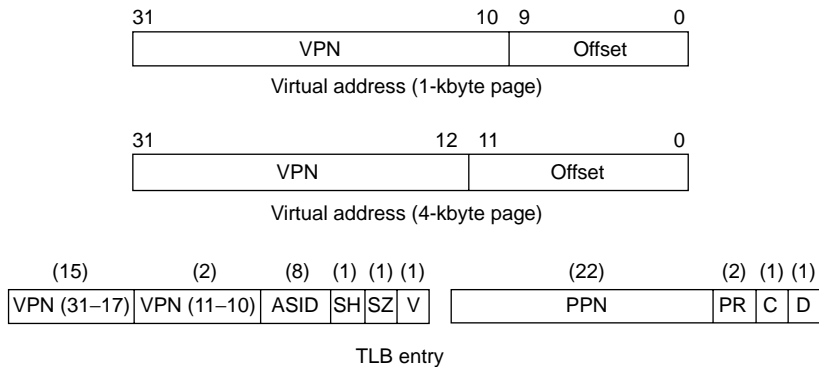 31 10 9 0
VPN Offset
Virtual address (1-kbyte page)
31 12 11 0
VPN Offset
Virtual address (4-kbyte page)
(15) (2) (8) (1) (1) (1) (22) (2) (1) (1)
VPN (31–17) VPN (11–10) ASID SH SZ V PPN PR C D
TLB entry